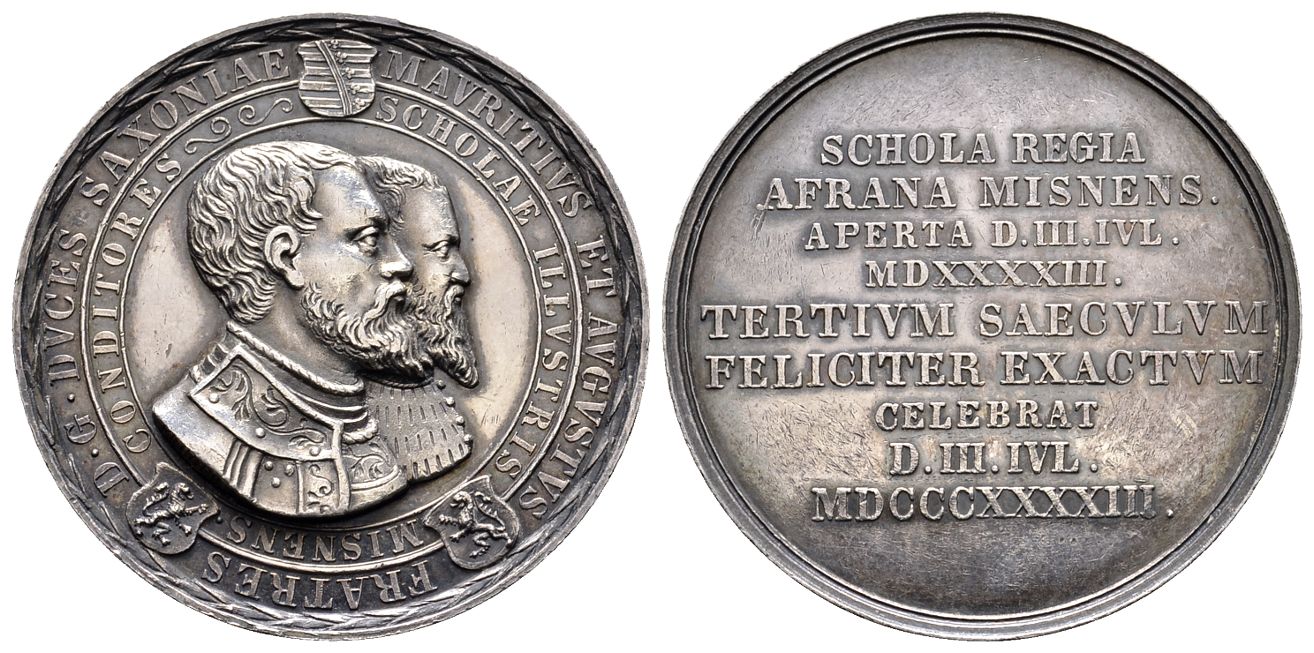 MAVRITIVS ET AVGVSTVS FRATRES D. G. DVCES SAXONIAE
SCHOLAE ILLVSTRIS MISNENS. CONDITORES
SCHOLA REGIA
AFRANA MISNENS.
APERTA D. III. IVL.
MDXXXXIII.
TERTIVM SAECVLVM
FELICITER EXACTVM
CELEBRAT
D. III. IVL.
MDCCCXXXXIII.